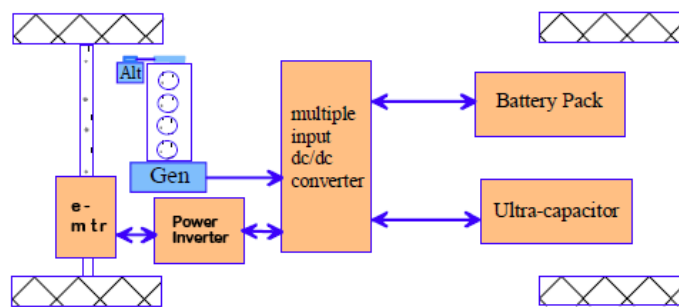 Alt
Gen
e-
mtr
Power
Inverter
multiple
input
dc/dc
converter
Battery Pack
Ultra-capacitor